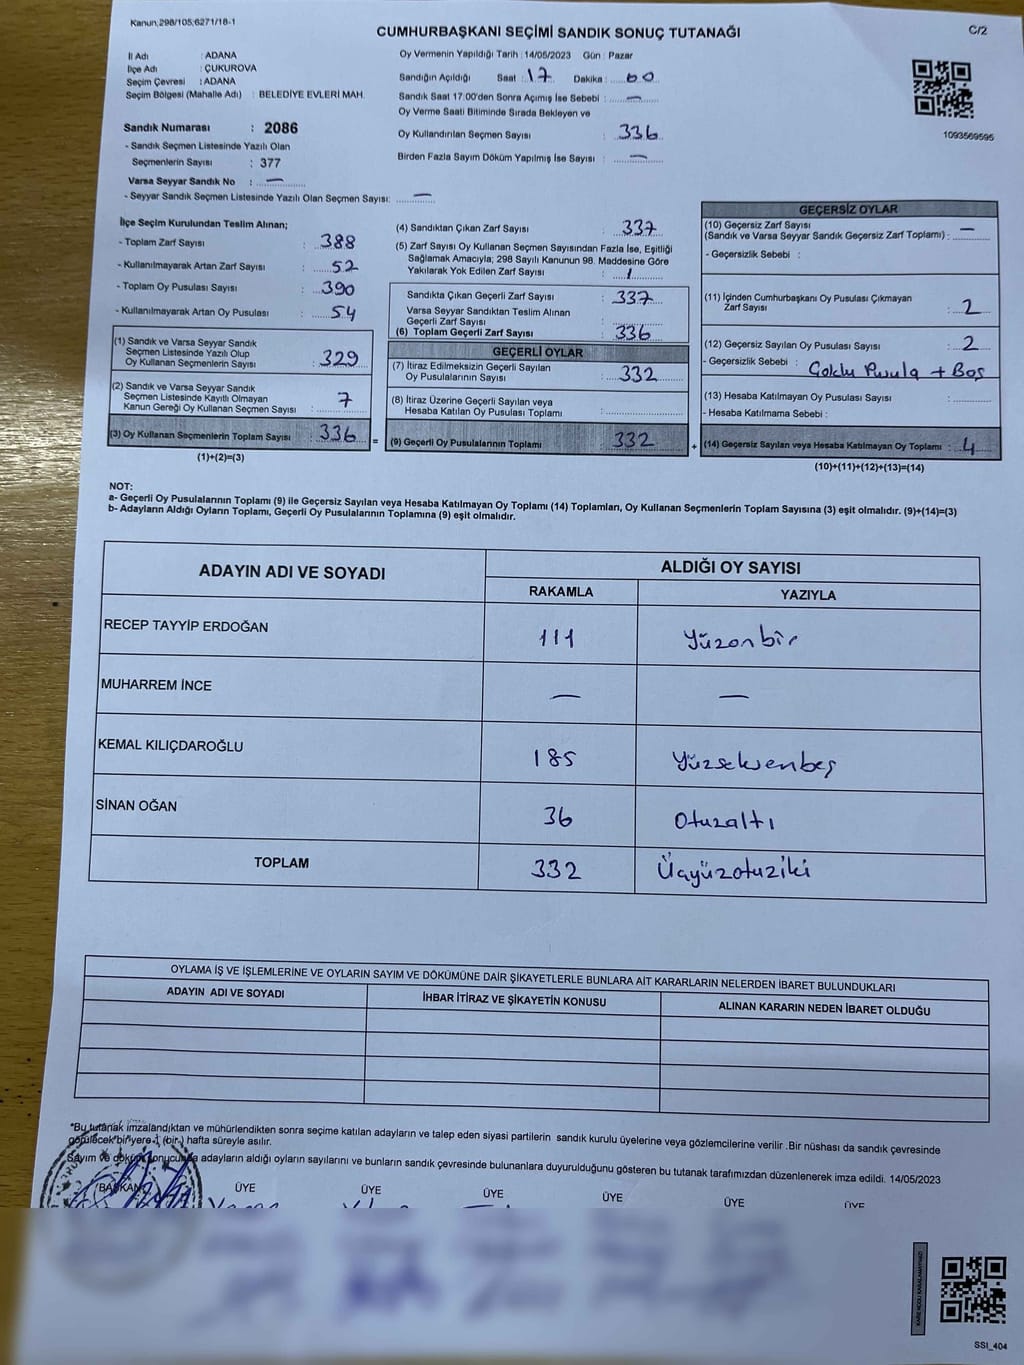 Kanun;298/105;6271/18-1
CUMHURBAŞKANI SEÇİMİ SANDIK SONUÇ TUTANAĞI
C/2
İl Adı : ADANA
İlçe Adı : ÇUKUROVA
Seçim Çevresi : ADANA
Seçim Bölgesi (Mahalle Adı) : BELEDİYE EVLERİ MAH.
Sandık Numarası : 2086
- Sandık Seçmen Listesinde Yazılı Olan
Seçmenlerin Sayısı : 377
Varsa Seyyar Sandık No : —
- Seyyar Sandık Seçmen Listesinde Yazılı Olan Seçmen Sayısı: —
Oy Vermenin Yapıldığı Tarih : 14/05/2023 Gün : Pazar
Sandığın Açıldığı Saat : 17 Dakika : 00
Sandık Saat 17:00'den Sonra Açımış İse Sebebi : —
Oy Verme Saati Bitiminde Sırada Bekleyen ve
Oy Kullandırılan Seçmen Sayısı : 336
Birden Fazla Sayım Döküm Yapılmış İse Sayısı : —
1093569595
İlçe Seçim Kurulundan Teslim Alınan;
- Toplam Zarf Sayısı : 388
- Kullanılmayarak Artan Zarf Sayısı : 52
- Toplam Oy Pusulası Sayısı : 390
- Kullanılmayarak Artan Oy Pusulası : 54
(1) Sandık ve Varsa Seyyar Sandık
Seçmen Listesinde Yazılı Olup
Oy Kullanan Seçmenlerin Sayısı : 329
(2) Sandık ve Varsa Seyyar Sandık
Seçmen Listesinde Kayıtlı Olmayan
Kanun Gereği Oy Kullanan Seçmen Sayısı : 7
(3) Oy Kullanan Seçmenlerin Toplam Sayısı : 336 =
(1)+(2)=(3)
(4) Sandıktan Çıkan Zarf Sayısı : 337
(5) Zarf Sayısı Oy Kullanan Seçmen Sayısından Fazla İse, Eşitliği
Sağlamak Amacıyla; 298 Sayılı Kanunun 98. Maddesine Göre
Yakılarak Yok Edilen Zarf Sayısı : 1
Sandıkta Çıkan Geçerli Zarf Sayısı : 337
Varsa Seyyar Sandıktan Teslim Alınan
Geçerli Zarf Sayısı :
(6) Toplam Geçerli Zarf Sayısı : 336
GEÇERLİ OYLAR
(7) İtiraz Edilmeksizin Geçerli Sayılan
Oy Pusulalarının Sayısı : 332
(8) İtiraz Üzerine Geçerli Sayılan veya
Hesaba Katılan Oy Pusulası Toplamı :
(9) Geçerli Oy Pusulalarının Toplamı : 332 +
GEÇERSİZ OYLAR
(10) Geçersiz Zarf Sayısı
(Sandık ve Varsa Seyyar Sandık Geçersiz Zarf Toplamı) : —
- Geçersizlik Sebebi :
(11) İçinden Cumhurbaşkanı Oy Pusulası Çıkmayan
Zarf Sayısı : 2
(12) Geçersiz Sayılan Oy Pusulası Sayısı : 2
- Geçersizlik Sebebi : Çoklu Pusula + Boş
(13) Hesaba Katılmayan Oy Pusulası Sayısı :
- Hesaba Katılmama Sebebi :
(14) Geçersiz Sayılan veya Hesaba Katılmayan Oy Toplamı : 4
(10)+(11)+(12)+(13)=(14)
NOT:
a- Geçerli Oy Pusulalarının Toplamı (9) ile Geçersiz Sayılan veya Hesaba Katılmayan Oy Toplamı (14) Toplamları, Oy Kullanan Seçmenlerin Toplam Sayısına (3) eşit olmalıdır. (9)+(14)=(3)
b- Adayların Aldığı Oyların Toplamı, Geçerli Oy Pusulalarının Toplamına (9) eşit olmalıdır.
ADAYIN ADI VE SOYADI ALDIĞI OY SAYISI
RAKAMLA YAZIYLA
RECEP TAYYİP ERDOĞAN 111 Yüzonbir
MUHARREM İNCE — —
KEMAL KILIÇDAROĞLU 185 Yüzseksenbeş
SİNAN OĞAN 36 Otuzaltı
TOPLAM 332 Üçyüzotuziki
OYLAMA İŞ VE İŞLEMLERİNE VE OYLARIN SAYIM VE DÖKÜMÜNE DAİR ŞİKAYETLERLE BUNLARA AİT KARARLARIN NELERDEN İBARET BULUNDUKLARI
ADAYIN ADI VE SOYADI İHBAR İTİRAZ VE ŞİKAYETİN KONUSU ALINAN KARARIN NEDEN İBARET OLDUĞU
*Bu tutanak imzalandıktan ve mühürlendikten sonra seçime katılan adayların ve talep eden siyasi partilerin sandık kurulu üyelerine veya gözlemcilerine verilir .Bir nüshası da sandık çevresinde
görülecek bir yere 1 (bir) hafta süreyle asılır.
Sayım ve döküm sonucunda adayların aldığı oyların sayılarını ve bunların sandık çevresinde bulunanlara duyurulduğunu gösteren bu tutanak tarafımızdan düzenlenerek imza edildi. 14/05/2023
BAŞKAN ÜYE ÜYE ÜYE ÜYE ÜYE ÜYE
SSI_404